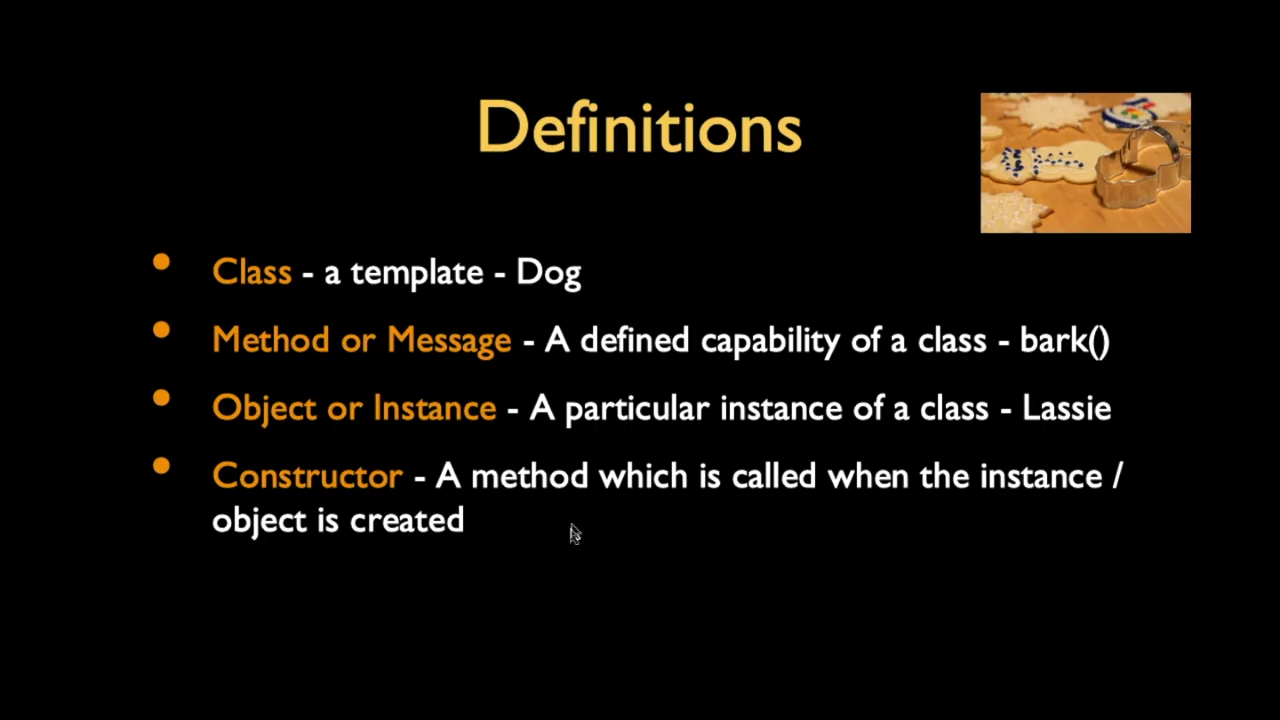 Definitions
Class - a template - Dog
Method or Message - A defined capability of a class - bark()
Object or Instance - A particular instance of a class - Lassie
Constructor - A method which is called when the instance /
object is created